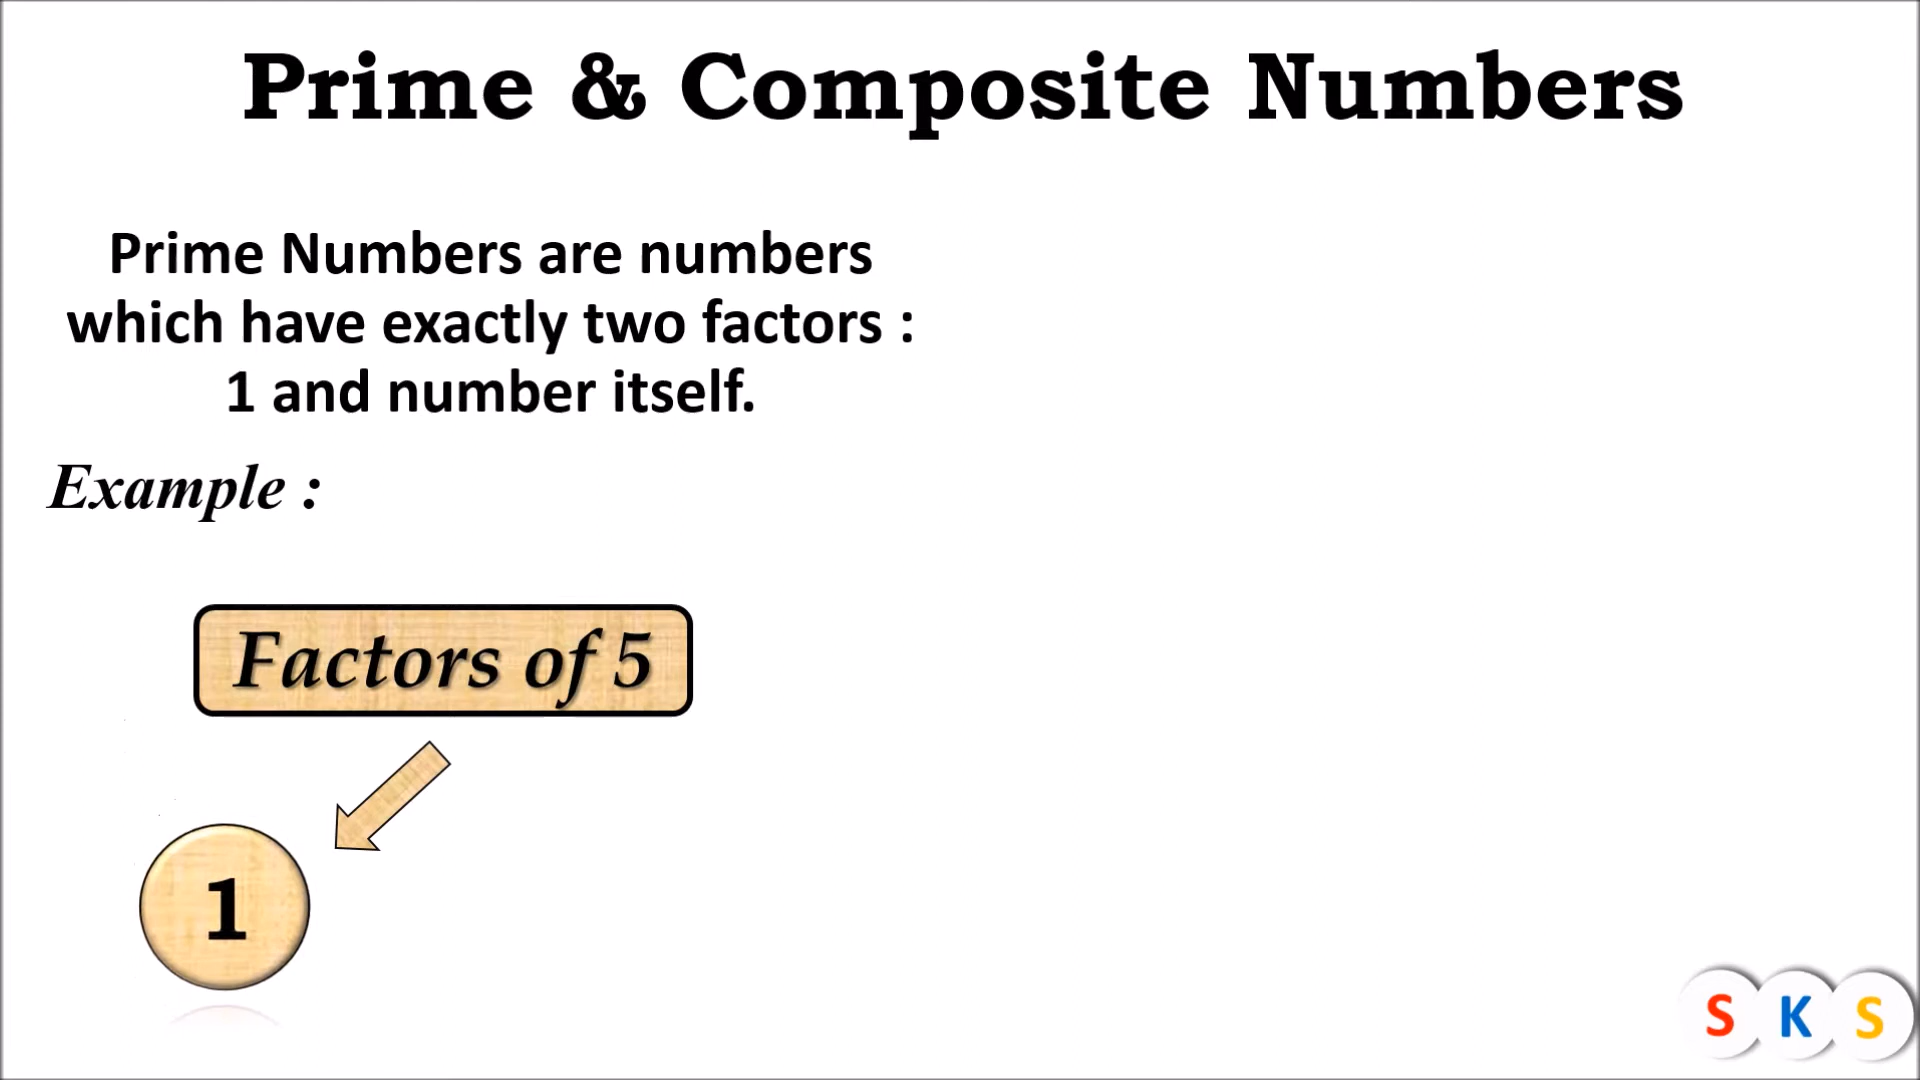 Prime & Composite Numbers
Prime Numbers are numbers
which have exactly two factors :
1 and number itself.
Example :
Factors of 5
1
S K S